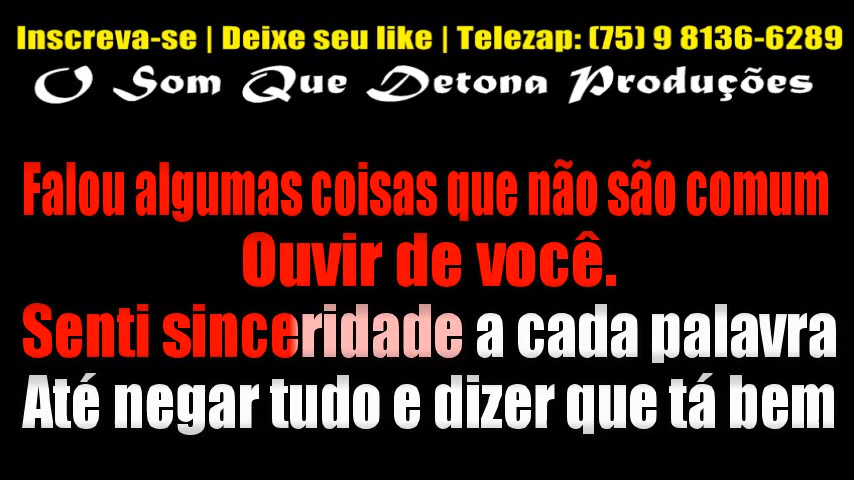 Inscreva-se | Deixe seu like | Telezap: (75) 9 8136-6289
O Som Que Detona Produções
Falou algumas coisas que não são comum
Ouvir de você.
Senti sinceridade a cada palavra
Até negar tudo e dizer que tá bem